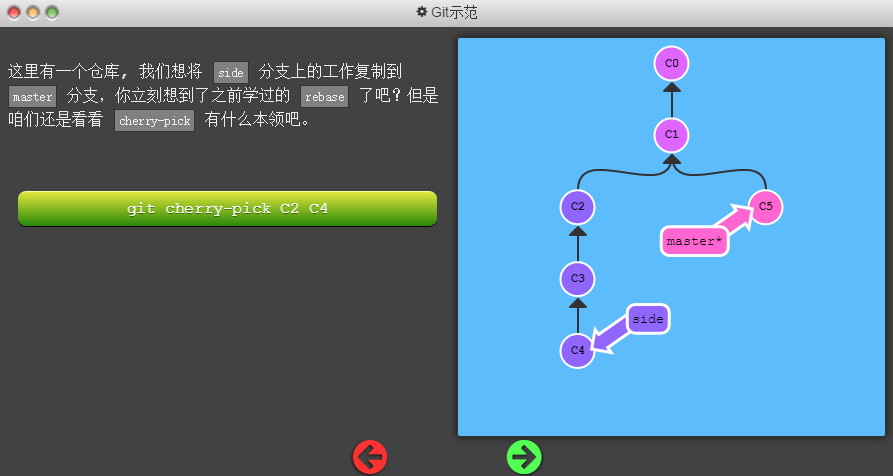 Git示范
这里有一个仓库, 我们想将 side 分支上的工作复制到
master 分支，你立刻想到了之前学过的 rebase 了吧？但是
咱们还是看看 cherry-pick 有什么本领吧。
git cherry-pick C2 C4
C0
C1
C2
C5
master*
C3
side
C4